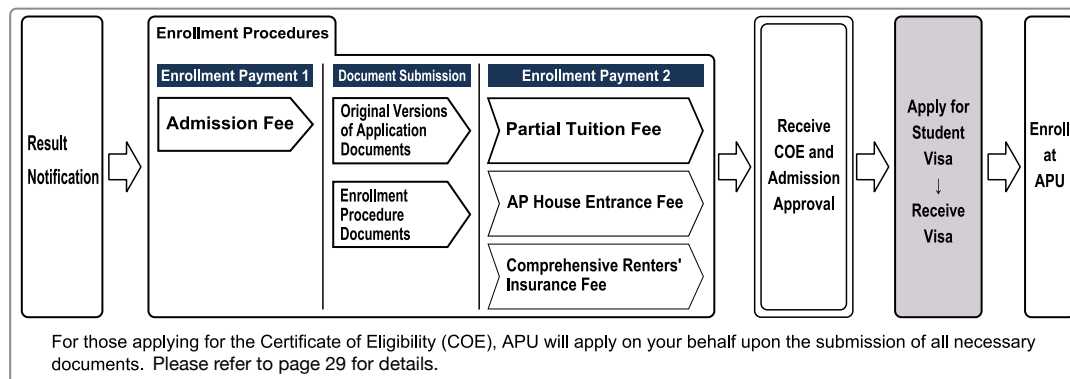 Enrollment Procedures
Result
Notification
Enrollment Payment 1
Admission Fee
Document Submission
Original Versions
of Application
Documents
Enrollment
Procedure
Documents
Enrollment Payment 2
Partial Tuition Fee
AP House Entrance Fee
Comprehensive Renters'
Insurance Fee
Receive
COE and
Admission
Approval
Apply for
Student
Visa
↓
Receive
Visa
Enroll
at
APU
For those applying for the Certificate of Eligibility (COE), APU will apply on your behalf upon the submission of all necessary
documents. Please refer to page 29 for details.